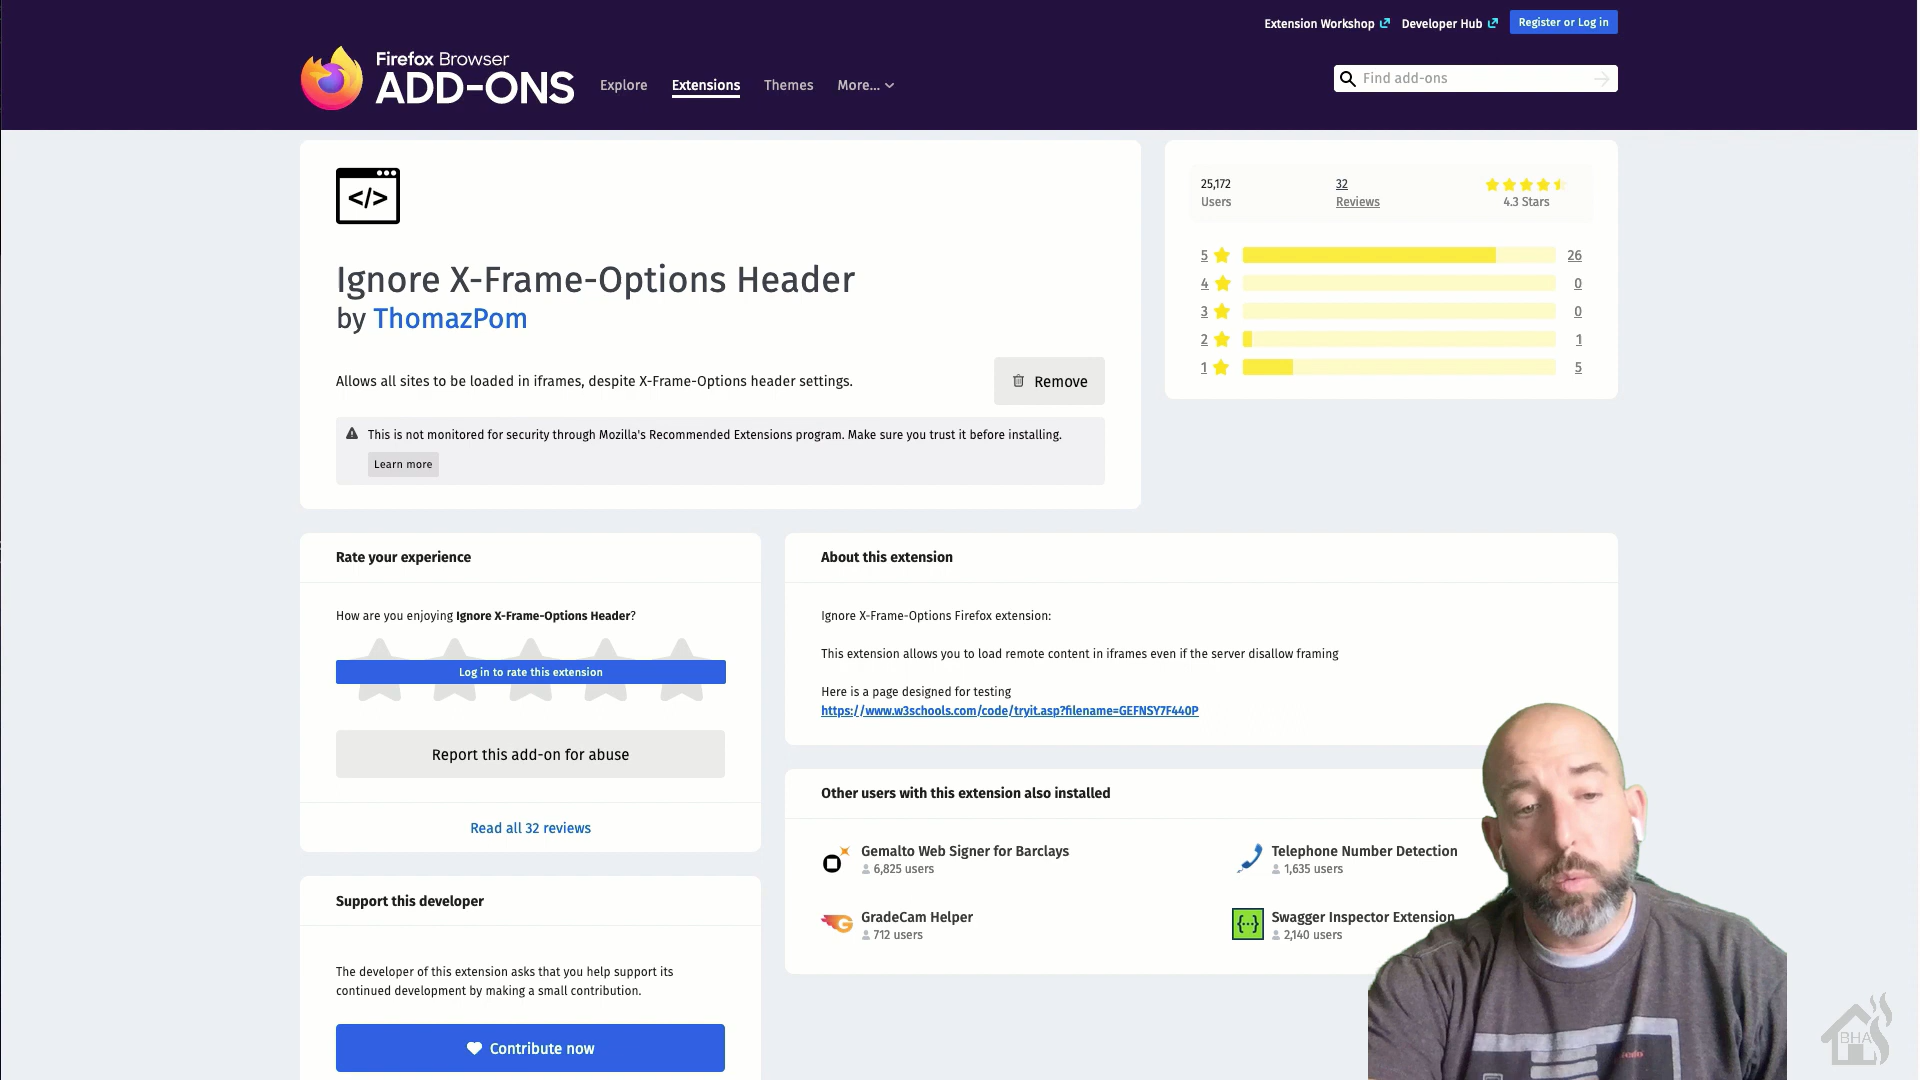 Extension Workshop
Developer Hub
Register or Log in
Firefox Browser
ADD-ONS
Explore
Extensions
Themes
More...
Find add-ons
</>
Ignore X-Frame-Options Header
by ThomazPom
Allows all sites to be loaded in iframes, despite X-Frame-Options header settings.
Remove
This is not monitored for security through Mozilla's Recommended Extensions program. Make sure you trust it before installing.
Learn more
25,172
Users
32
Reviews
4.3 Stars
5 26
4 0
3 0
2 1
1 5
Rate your experience
How are you enjoying Ignore X-Frame-Options Header?
Log in to rate this extension
Report this add-on for abuse
Read all 32 reviews
Support this developer
The developer of this extension asks that you help support its
continued development by making a small contribution.
Contribute now
About this extension
Ignore X-Frame-Options Firefox extension:
This extension allows you to load remote content in iframes even if the server disallow framing
Here is a page designed for testing
https://www.w3schools.com/code/tryit.asp?filename=GEFNSY7F440P
Other users with this extension also installed
Gemalto Web Signer for Barclays
6,825 users
Telephone Number Detection
1,635 users
GradeCam Helper
712 users
Swagger Inspector Extension
2,140 users
BHA